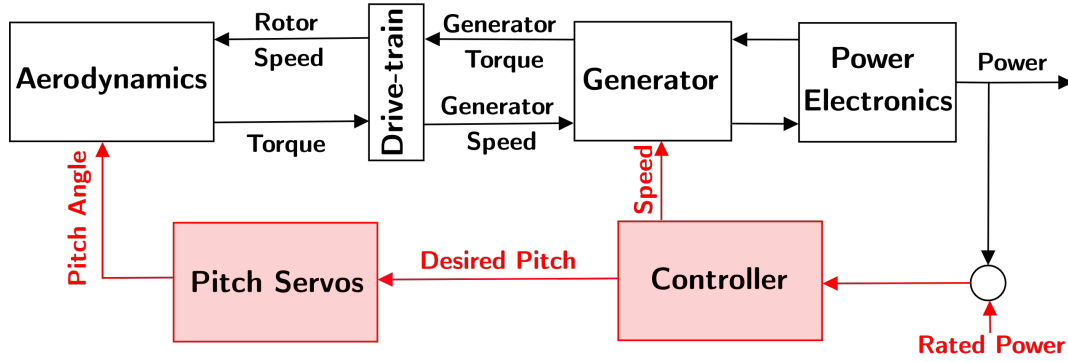 Rotor
Speed
Generator
Torque
Aerodynamics
Drive-train
Generator
Power
Electronics
Power
Torque
Generator
Speed
Speed
Pitch Angle
Pitch Servos
Desired Pitch
Controller
Rated Power